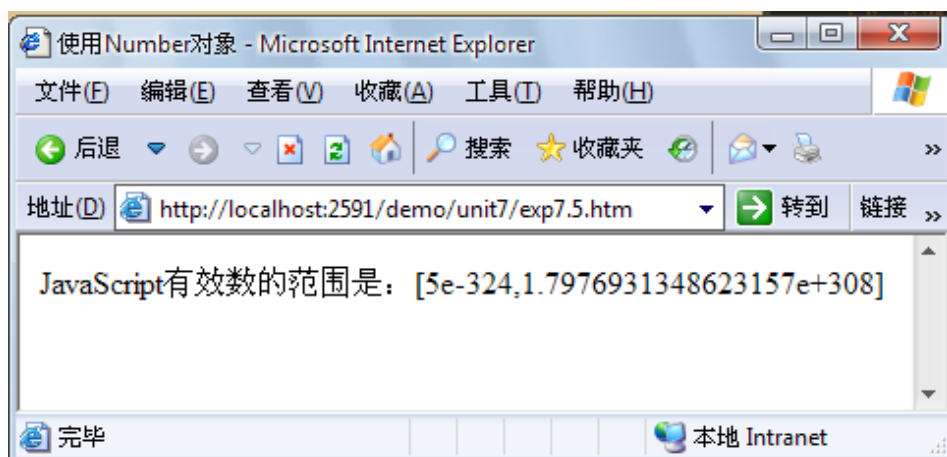 使用Number对象 - Microsoft Internet Explorer
文件(F) 编辑(E) 查看(V) 收藏(A) 工具(T) 帮助(H)
后退 搜索 收藏夹 »
地址(D) http://localhost:2591/demo/unit7/exp7.5.htm 转到 链接 »
JavaScript有效数的范围是：[5e-324,1.7976931348623157e+308]
完毕 本地 Intranet